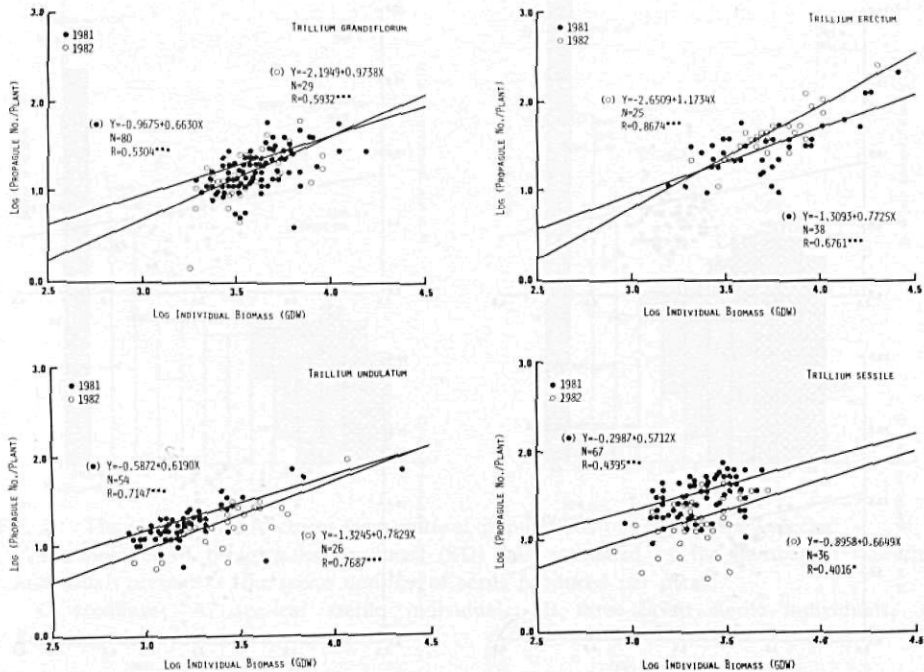 3.0
● 1981
○ 1982
TRILLIUM GRANDIFLORUM
(○) Y=-2.1949+0.9738X
N=29
R=0.5932***
(●) Y=-0.9675+0.6630X
N=80
R=0.5304***
2.0
1.0
0.0
LOG (PROPAGULE NO./PLANT)
2.5 3.0 3.5 4.0 4.5
LOG INDIVIDUAL BIOMASS (GDW)
3.0
● 1981
○ 1982
TRILLIUM ERECTUM
(○) Y=-2.6509+1.1734X
N=25
R=0.8674***
2.0
1.0
(●) Y=-1.3093+0.7725X
N=38
R=0.6761***
0.0
LOG (PROPAGULE NO./PLANT)
2.5 3.0 3.5 4.0 4.5
LOG INDIVIDUAL BIOMASS (GDW)
3.0
● 1981
○ 1982
TRILLIUM UNDULATUM
(●) Y=-0.5872+0.6190X
N=54
R=0.7147***
2.0
1.0
(○) Y=-1.3245+0.7829X
N=26
R=0.7687***
0.0
LOG (PROPAGULE NO./PLANT)
2.5 3.0 3.5 4.0 4.5
LOG INDIVIDUAL BIOMASS (GDW)
3.0
● 1981
○ 1982
TRILLIUM SESSILE
(●) Y=-0.2987+0.5712X
N=67
R=0.4395***
2.0
(○) Y=-0.8958+0.6649X
N=36
R=0.4016*
0.0
LOG (PROPAGULE NO./PLANT)
2.5 3.0 3.5 4.0
LOG INDIVIDUAL BIOMASS (GDW)